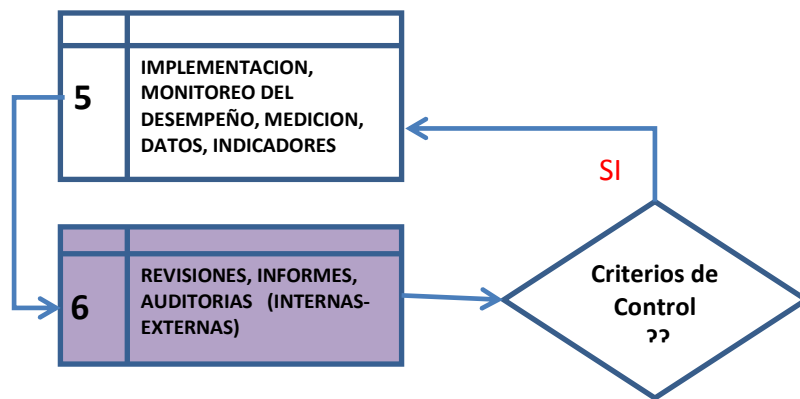 5
IMPLEMENTACION,
MONITOREO DEL
DESEMPEÑO, MEDICION,
DATOS, INDICADORES
SI
6
REVISIONES, INFORMES,
AUDITORIAS (INTERNAS-
EXTERNAS)
Criterios de
Control
??